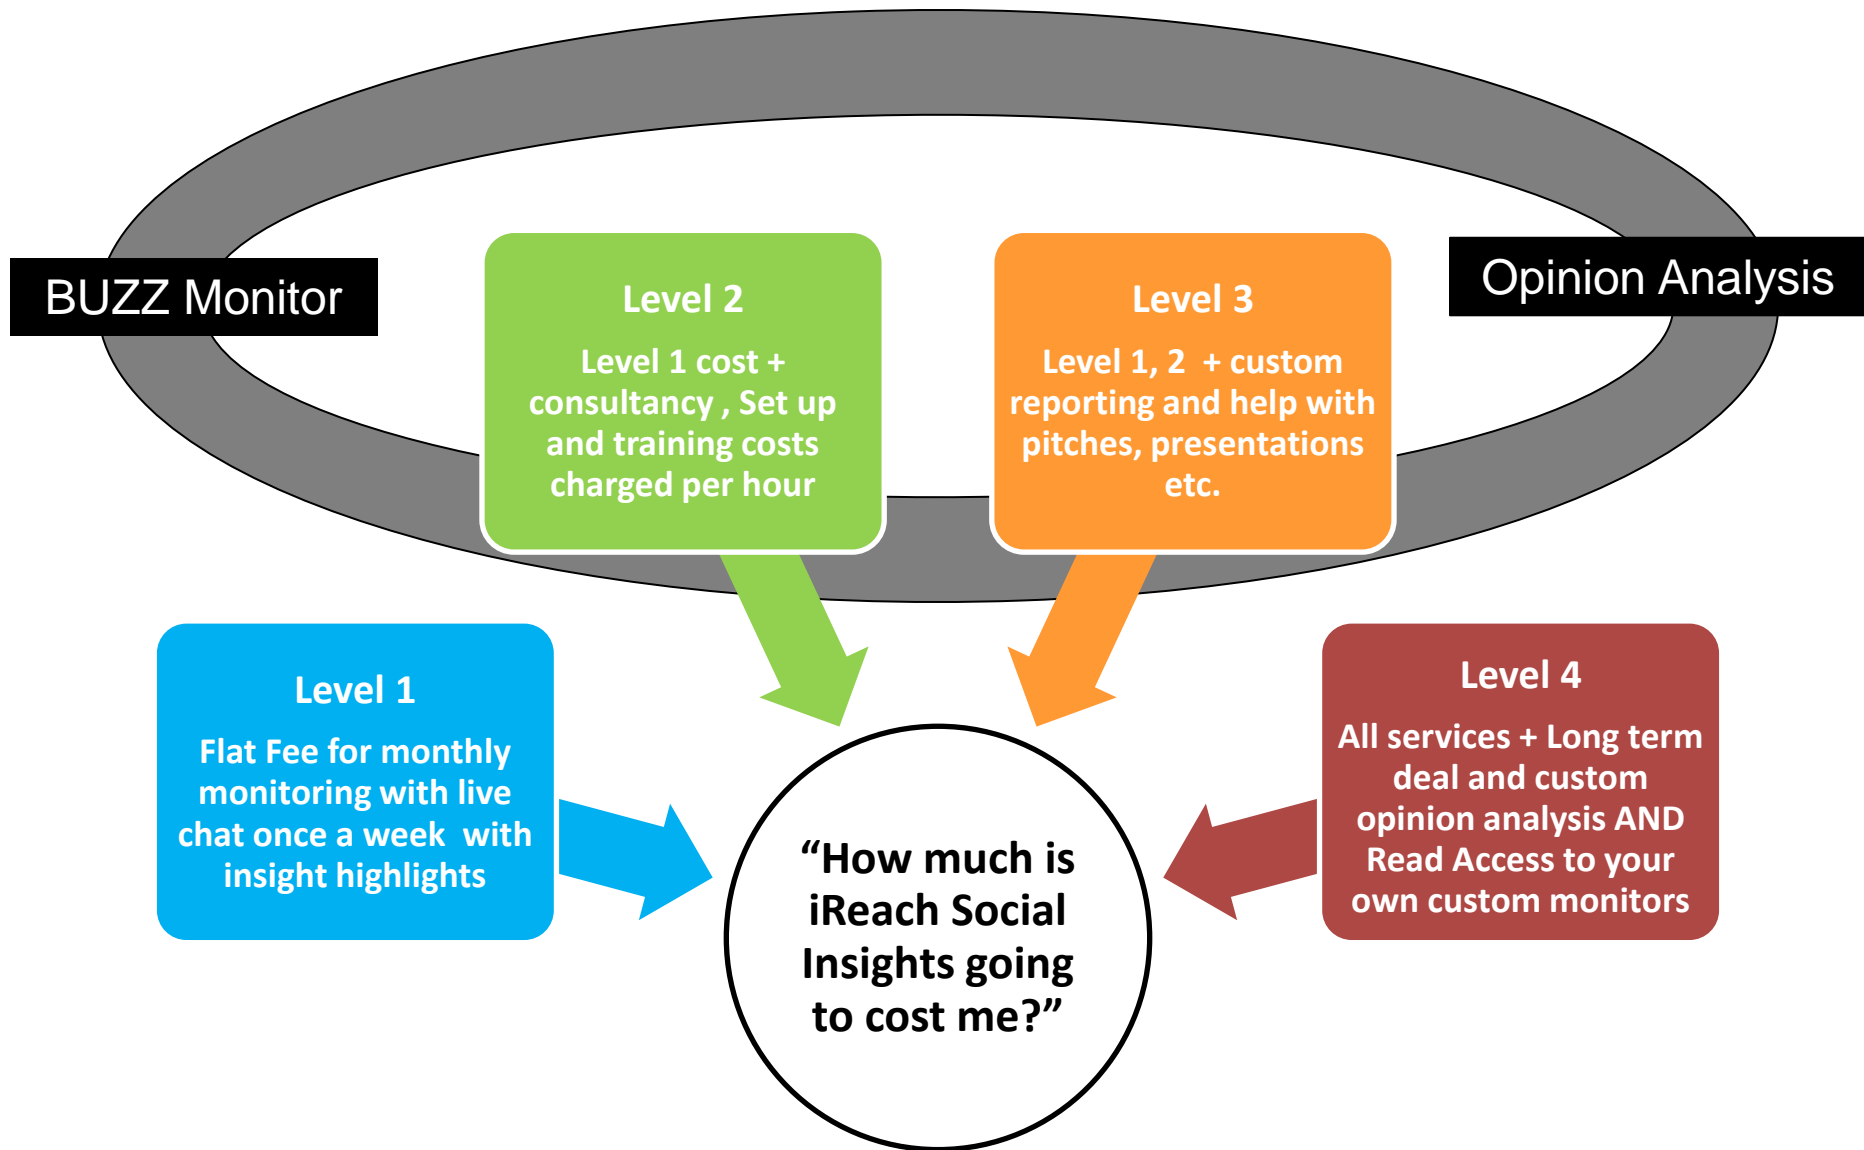 BUZZ Monitor
Opinion Analysis
Level 2
Level 1 cost +
consultancy , Set up
and training costs
charged per hour
Level 3
Level 1, 2  + custom
reporting and help with
pitches, presentations
etc.
Level 1
Flat Fee for monthly
monitoring with live
chat once a week  with
insight highlights
Level 4
All services + Long term
deal and custom
opinion analysis AND
Read Access to your
own custom monitors
“How much is
iReach Social
Insights going
to cost me?”